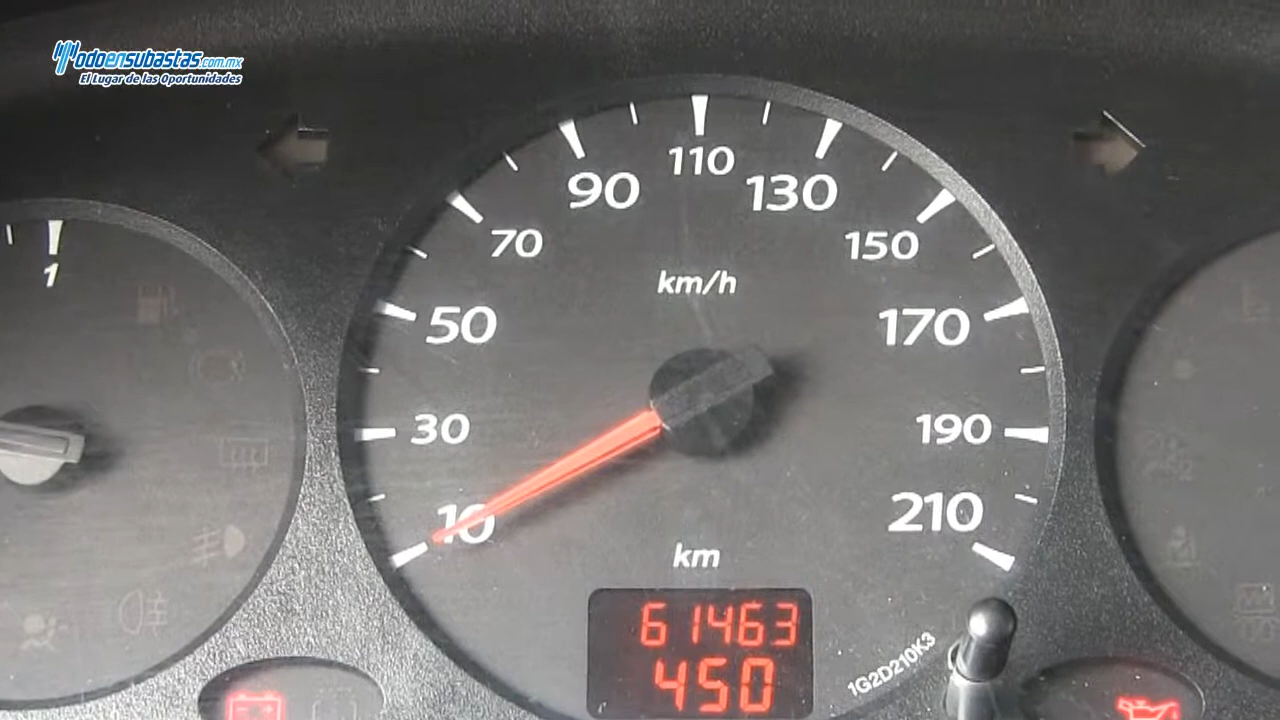 todoensubastas.com.mx
El Lugar de las Oportunidades
110
90
130
70
150
1
km/h
50
170
30
190
10
210
km
61463
450
1G2D210K3